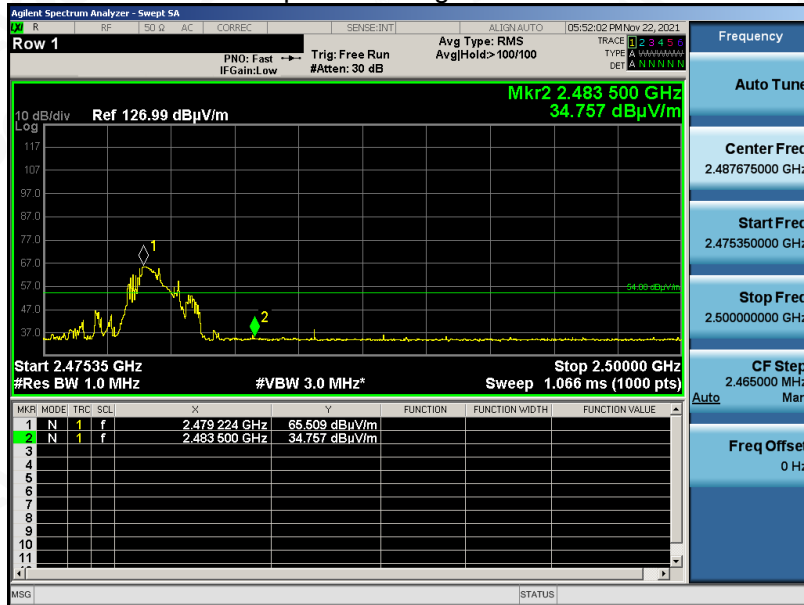 Agilent Spectrum Analyzer - Swept SA
LXI R RF 50 Ω AC CORREC SENSE:INT ALIGN AUTO 05:52:02 PM Nov 22, 2021
Row 1
PNO: Fast
IFGain:Low
Trig: Free Run
#Atten: 30 dB
Avg Type: RMS
Avg|Hold:>100/100
TRACE 1 2 3 4 5 6
TYPE A
DET A N N N N N
Mkr2 2.483 500 GHz
34.757 dBµV/m
10 dB/div Ref 126.99 dBµV/m
Log
117
107
97.0
87.0
77.0
67.0
57.0
47.0
37.0
1
2
54.00 dBµV/m
Start 2.47535 GHz Stop 2.50000 GHz
#Res BW 1.0 MHz #VBW 3.0 MHz* Sweep 1.066 ms (1000 pts)
MKR MODE TRC SCL X Y FUNCTION FUNCTION WIDTH FUNCTION VALUE
1 N 1 f 2.479 224 GHz 65.509 dBµV/m
2 N 1 f 2.483 500 GHz 34.757 dBµV/m
3
4
5
6
7
8
9
10
11
MSG STATUS
Frequency
Auto Tune
Center Freq
2.487675000 GHz
Start Freq
2.475350000 GHz
Stop Freq
2.500000000 GHz
CF Step
2.465000 MHz
Auto Man
Freq Offset
0 Hz